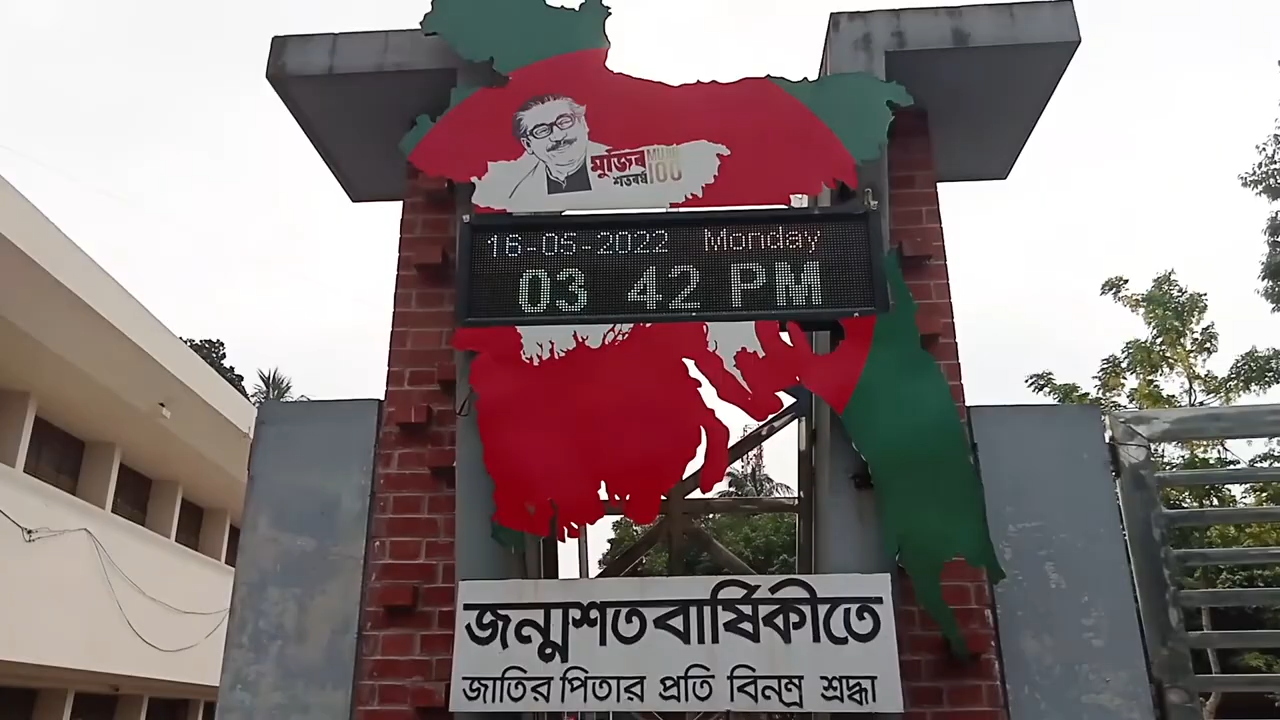 মুজিব MUJIB
শতবর্ষ 100
16-05-2022 Monday
03 42 PM
জন্মশতবার্ষিকীতে
জাতির পিতার প্রতি বিনম্র শ্রদ্ধা